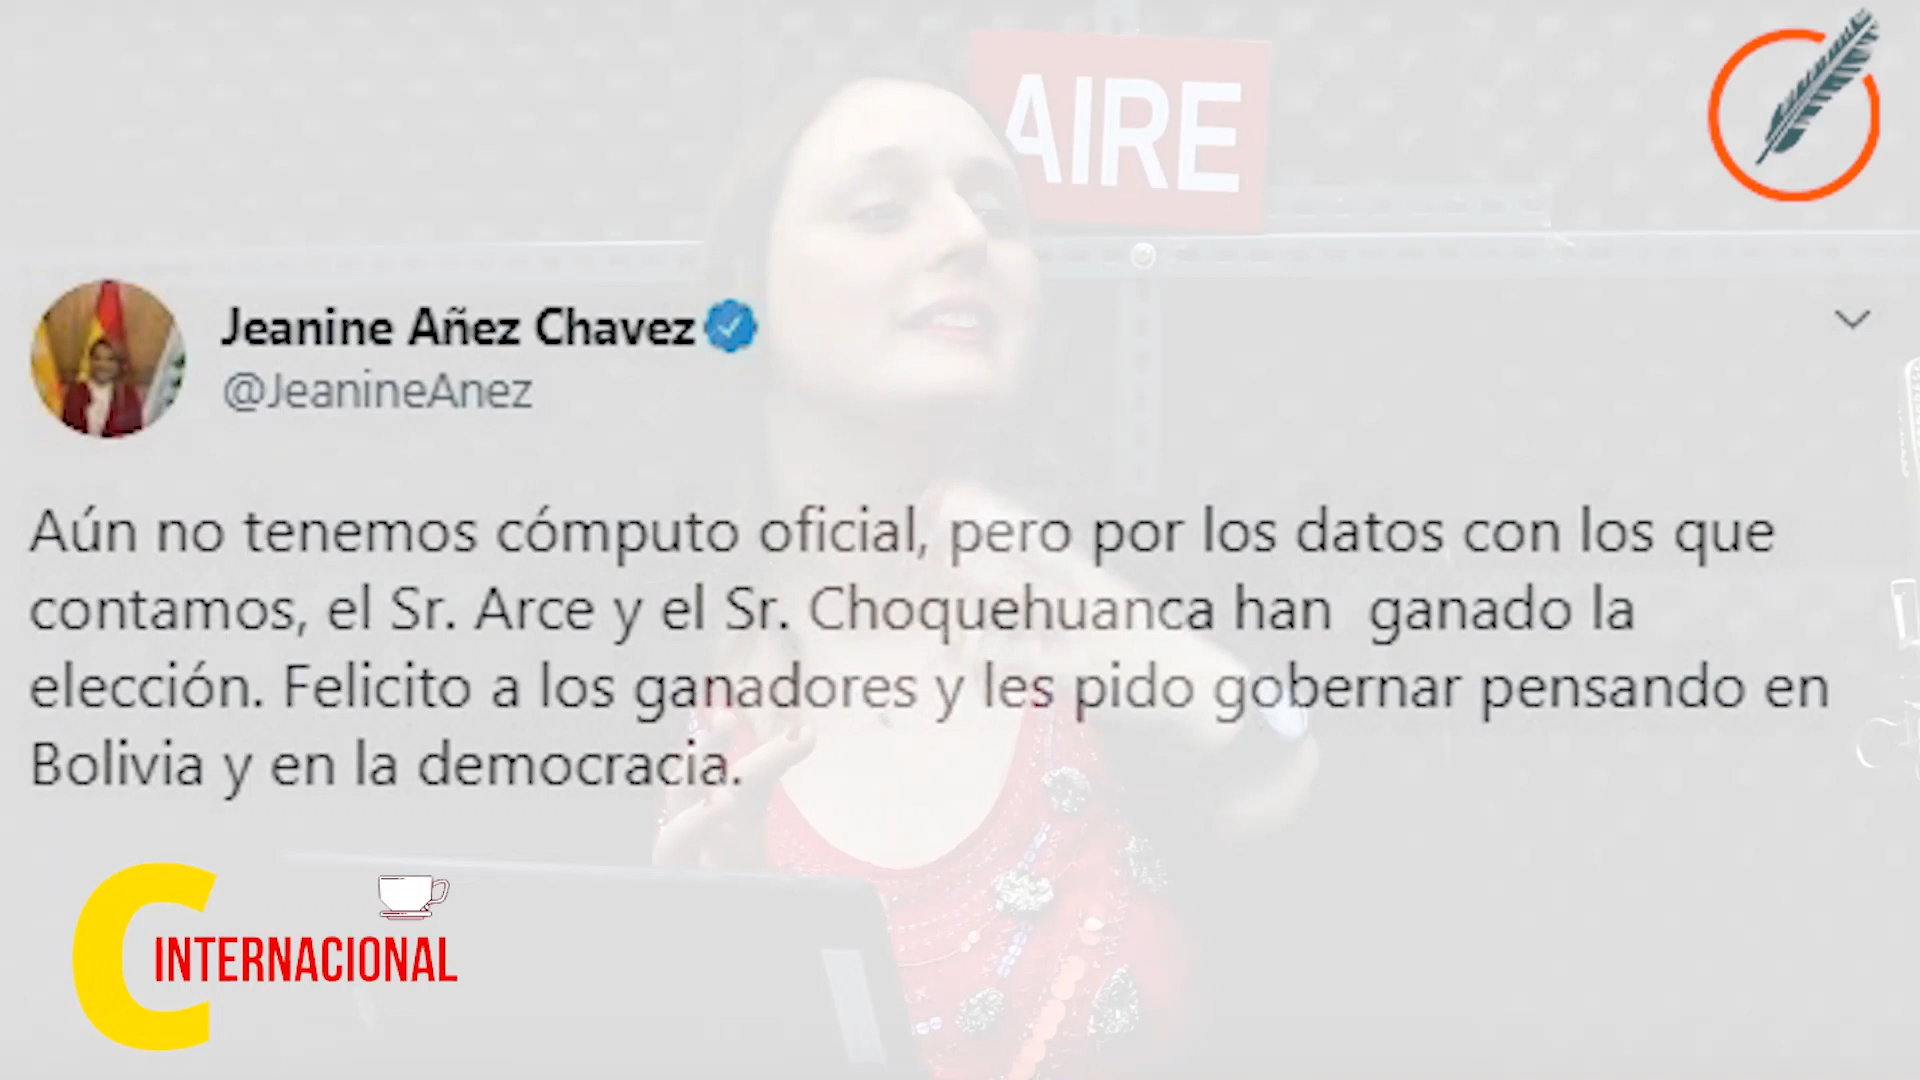 AIRE
Jeanine Añez Chavez
@JeanineAnez
Aún no tenemos cómputo oficial, pero por los datos con los que
contamos, el Sr. Arce y el Sr. Choquehuanca han  ganado la
elección. Felicito a los ganadores y les pido gobernar pensando en
Bolivia y en la democracia.
C
INTERNACIONAL